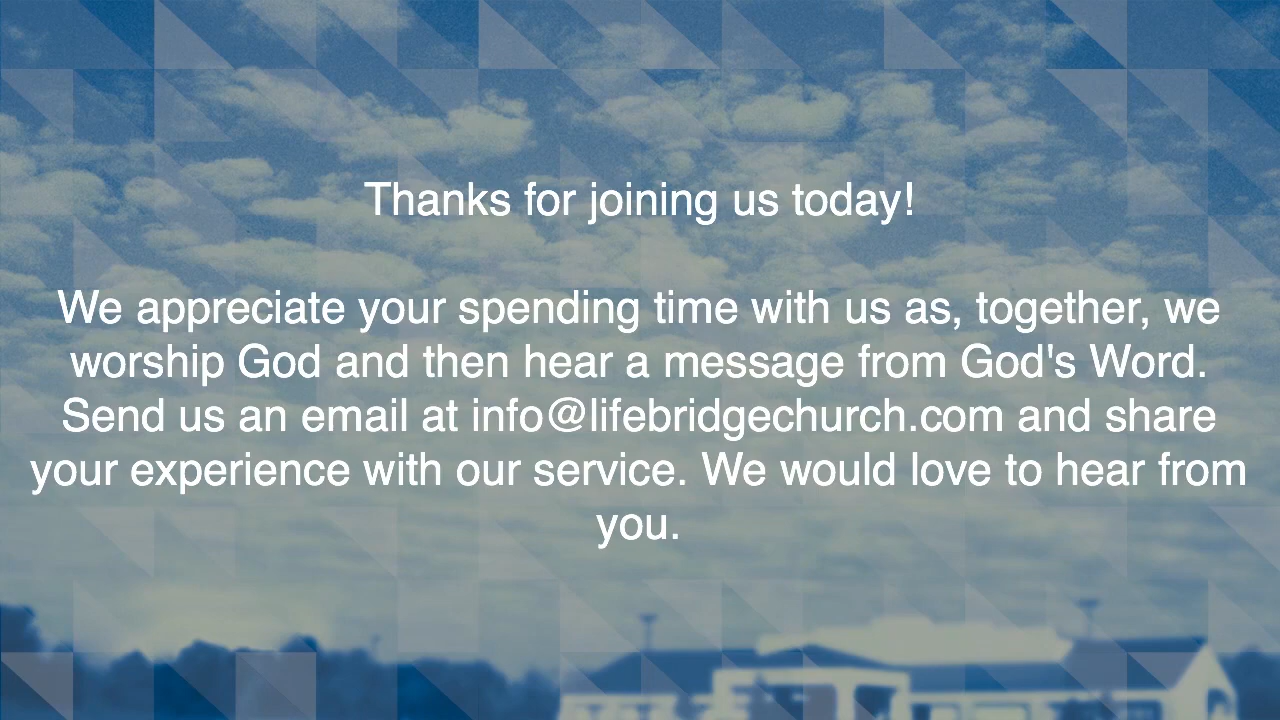 Thanks for joining us today!
We appreciate your spending time with us as, together, we
worship God and then hear a message from God's Word.
Send us an email at info@lifebridgechurch.com and share
your experience with our service. We would love to hear from
you.